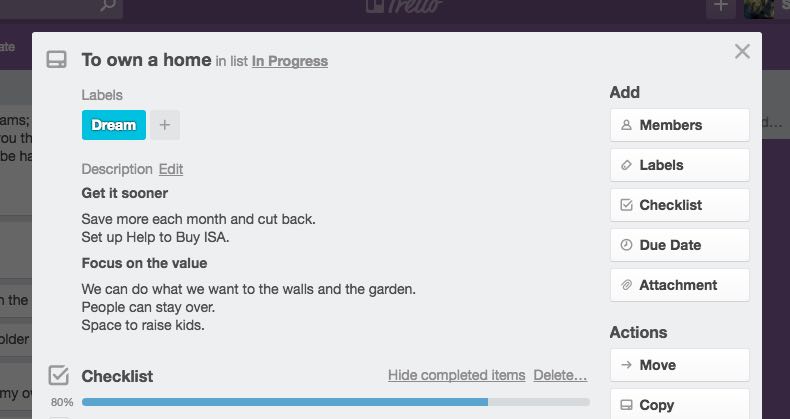 Trello
ate
To own a home in list In Progress
Labels
Dream
Description Edit
Get it sooner
Save more each month and cut back.
Set up Help to Buy ISA.
Focus on the value
We can do what we want to the walls and the garden.
People can stay over.
Space to raise kids.
Checklist
Hide completed items Delete...
80%
Add
Members
Labels
Checklist
Due Date
Attachment
Actions
Move
Copy
ams;
you th
be ha
n the
older
my ov
d...